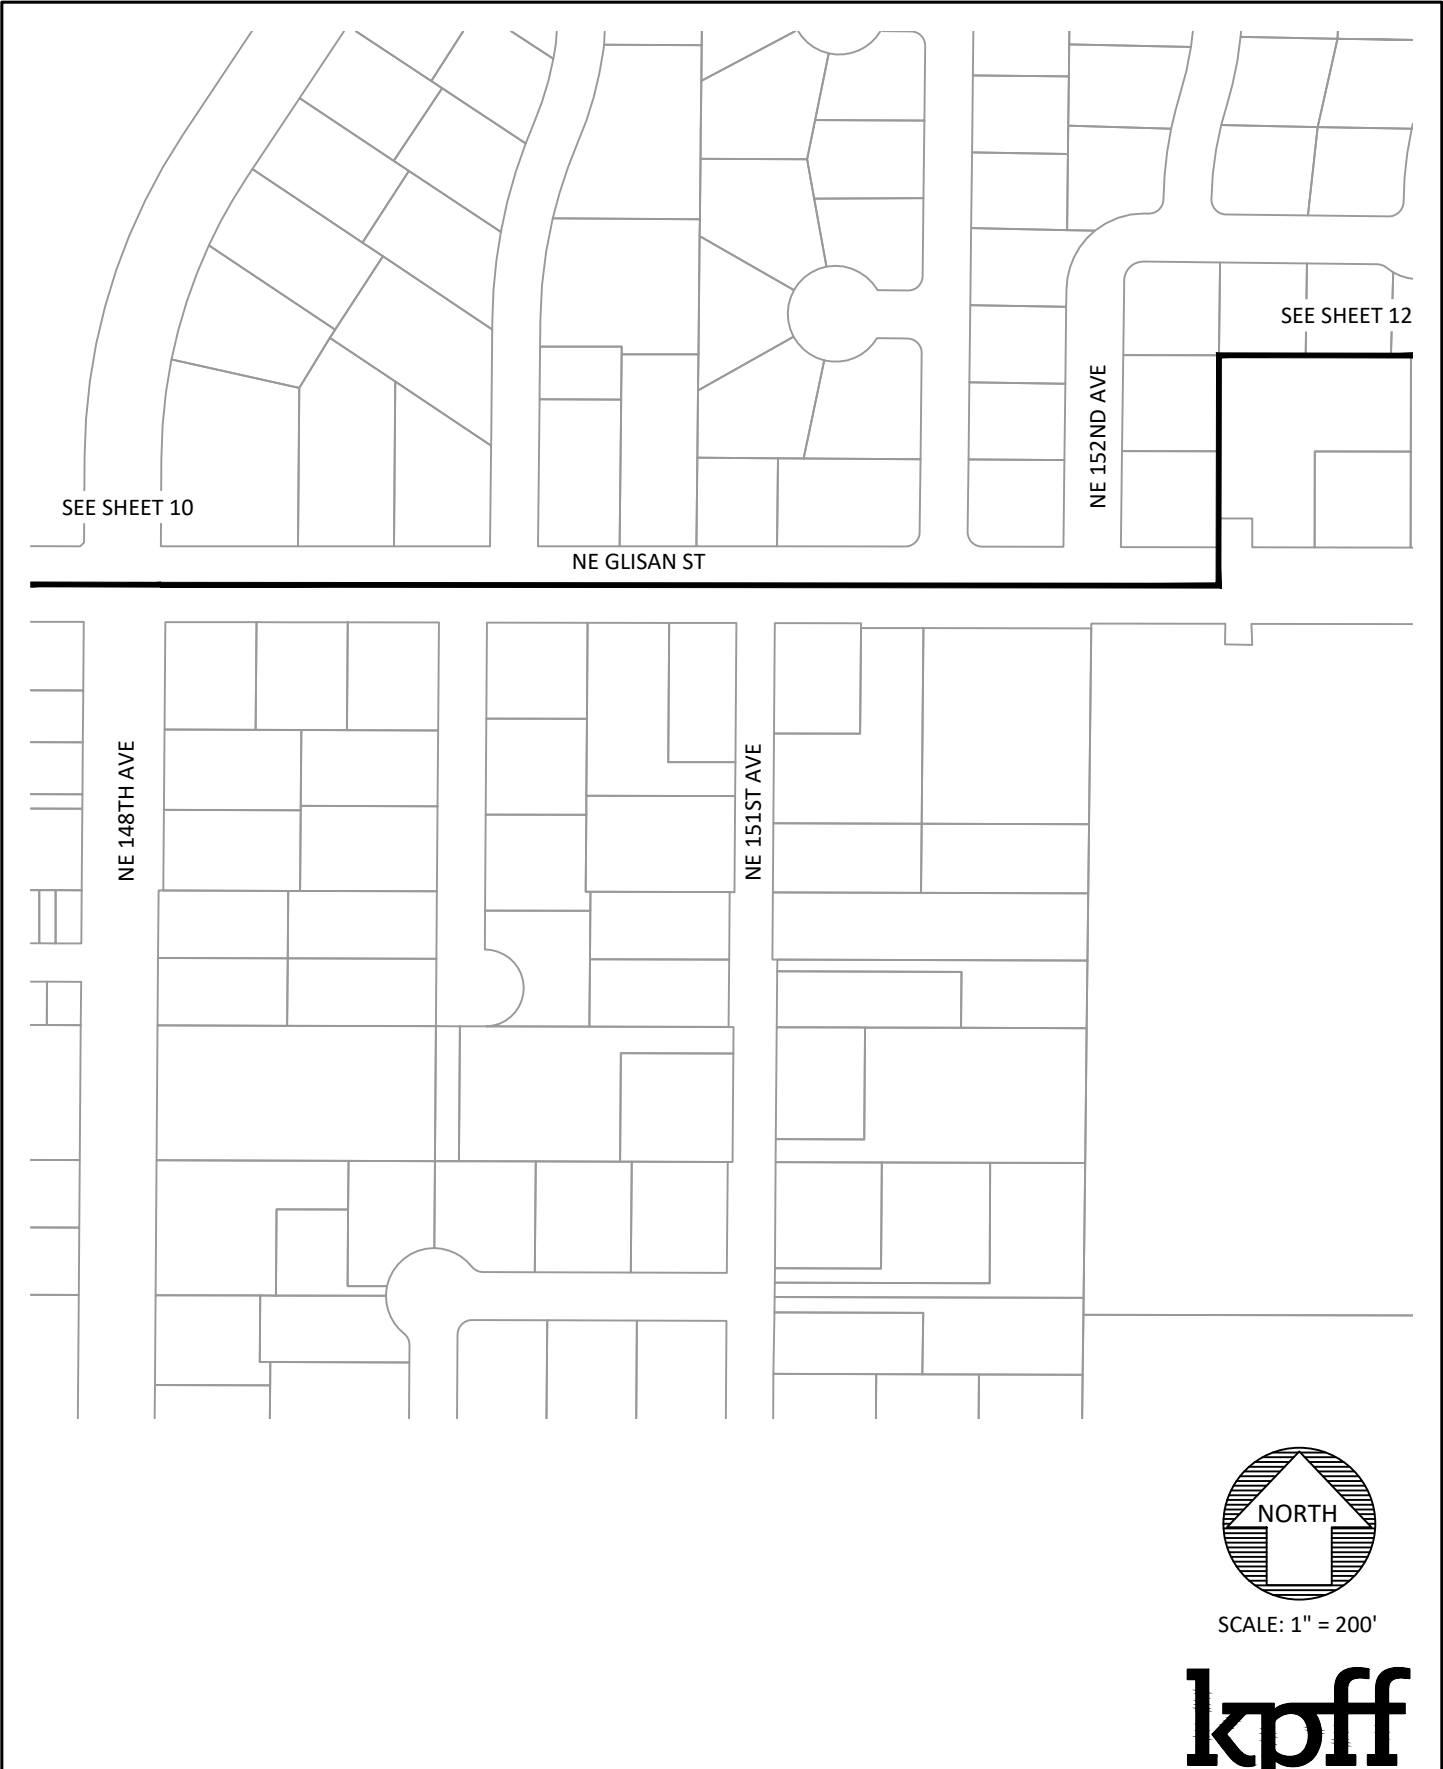 SEE SHEET 12
NE 152ND AVE
SEE SHEET 10
NE GLISAN ST
NE 148TH AVE
NE 151ST AVE
NORTH
SCALE: 1" = 200'
kpff